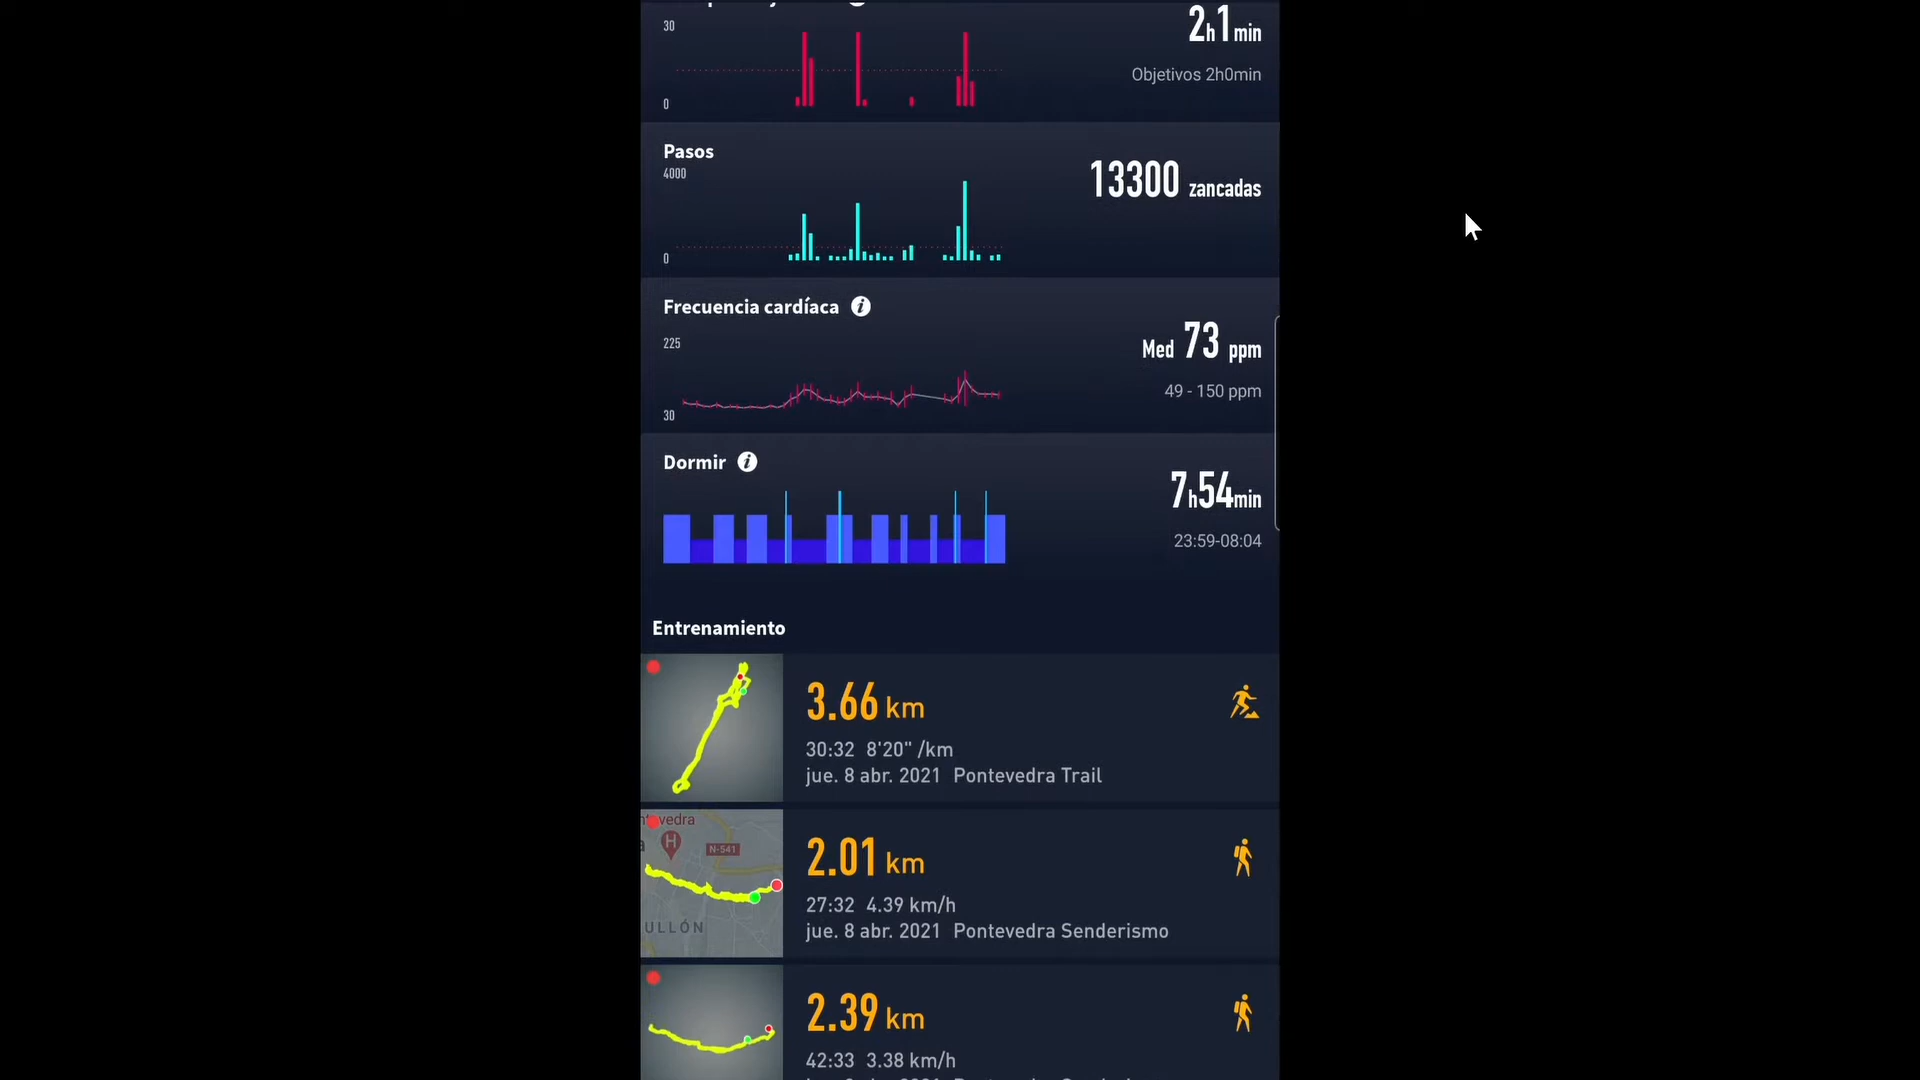 30
2h1min
Objetivos 2h0min
0
Pasos
4000
13300 zancadas
0
Frecuencia cardíaca i
225
Med 73 ppm
49 - 150 ppm
30
Dormir i
7h54min
23:59-08:04
Entrenamiento
3.66 km
30:32 8'20" /km
jue. 8 abr. 2021 Pontevedra Trail
H
N-541
ULLÓN
2.01 km
27:32 4.39 km/h
jue. 8 abr. 2021 Pontevedra Senderismo
2.39 km
42:33 3.38 km/h